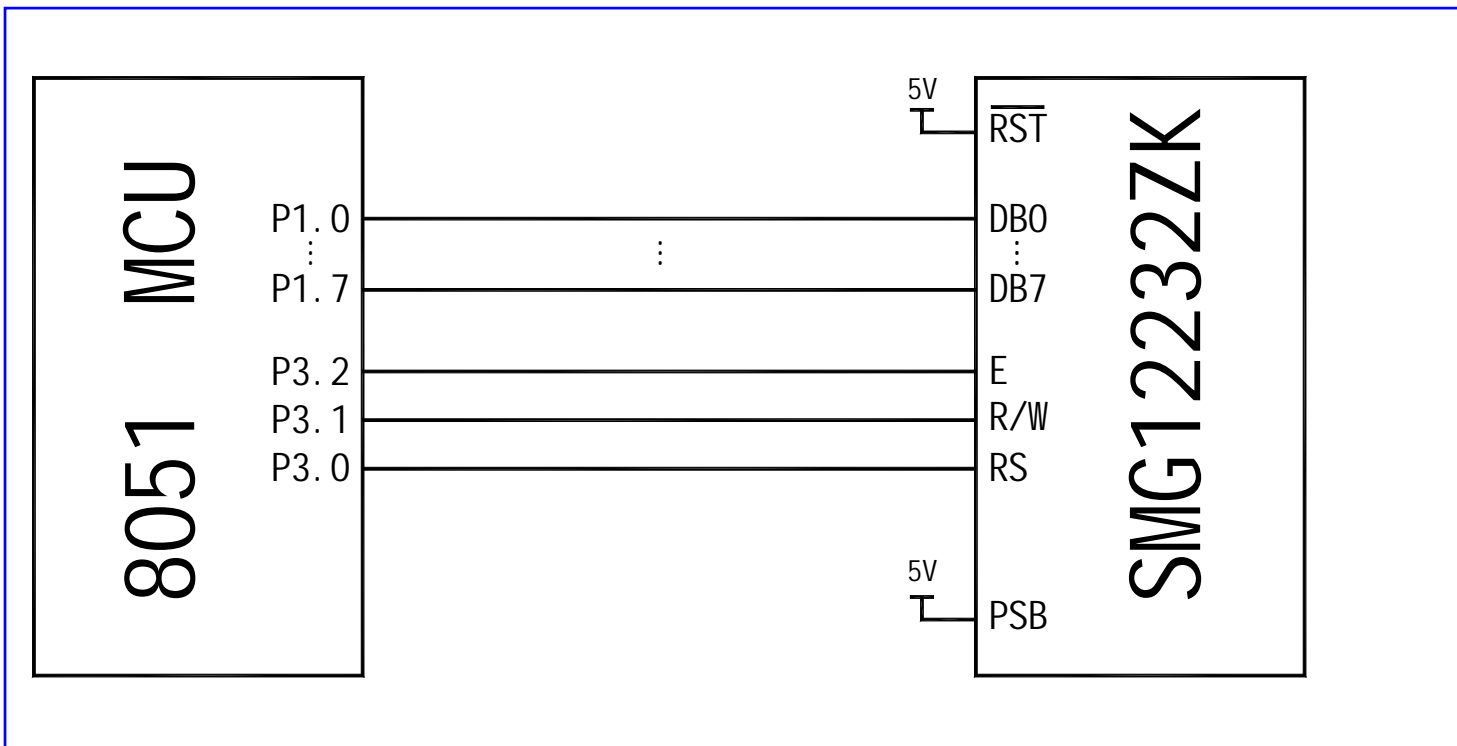 8051 MCU
P1.0
⋮
P1.7
P3.2
P3.1
P3.0
⋮
5V
RST
DB0
⋮
DB7
E
R/W
RS
5V
PSB
SMG12232ZK